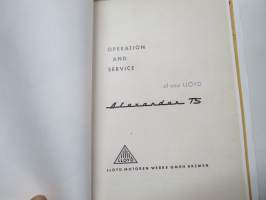 OPERATION
AND
SERVICE
of your LLOYD
Alexander TS
LLOYD
LLOYD MOTOREN WERKE GMBH BREMEN